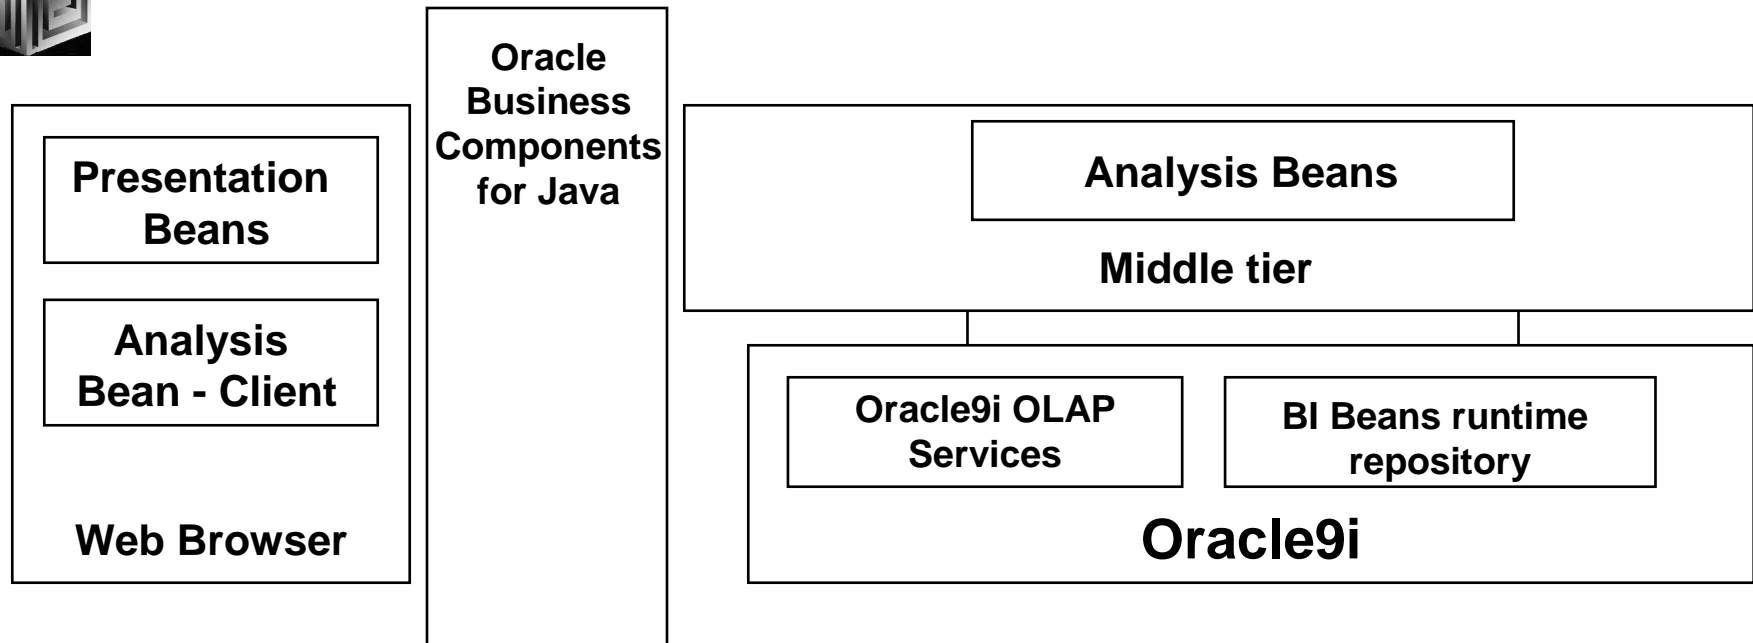 Presentation
Beans
Analysis
Bean - Client
Web Browser
Oracle
Business
Components
for Java
Analysis Beans
Middle tier
Oracle9i OLAP
Services
BI Beans runtime
repository
Oracle9i